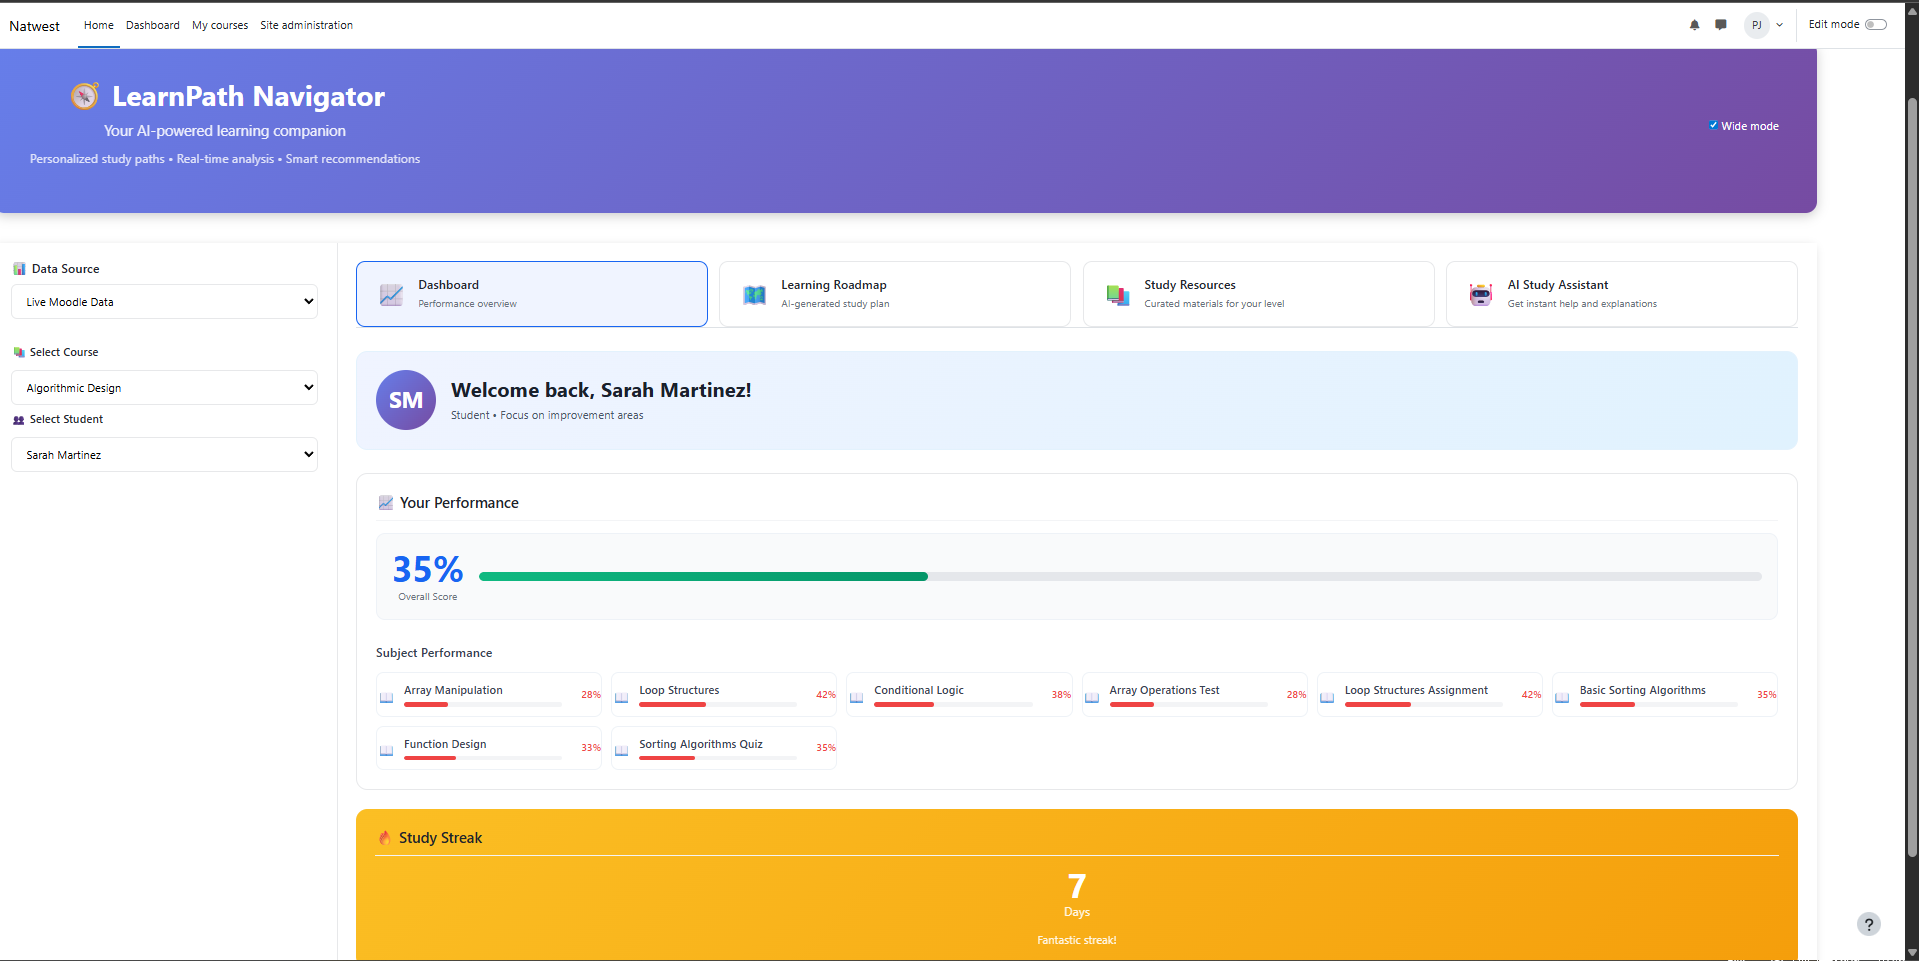 Natwest
Home Dashboard My courses Site administration
PJ
Edit mode
LearnPath Navigator
Your AI-powered learning companion
Personalized study paths • Real-time analysis • Smart recommendations
Wide mode
Data Source
Live Moodle Data
Select Course
Algorithmic Design
Select Student
Sarah Martinez
Dashboard
Performance overview
Learning Roadmap
AI-generated study plan
Study Resources
Curated materials for your level
AI Study Assistant
Get instant help and explanations
SM
Welcome back, Sarah Martinez!
Student • Focus on improvement areas
Your Performance
35%
Overall Score
Subject Performance
Array Manipulation 28%
Loop Structures 42%
Conditional Logic 38%
Array Operations Test 28%
Loop Structures Assignment 42%
Basic Sorting Algorithms 35%
Function Design 33%
Sorting Algorithms Quiz 35%
Study Streak
7
Days
Fantastic streak!
?